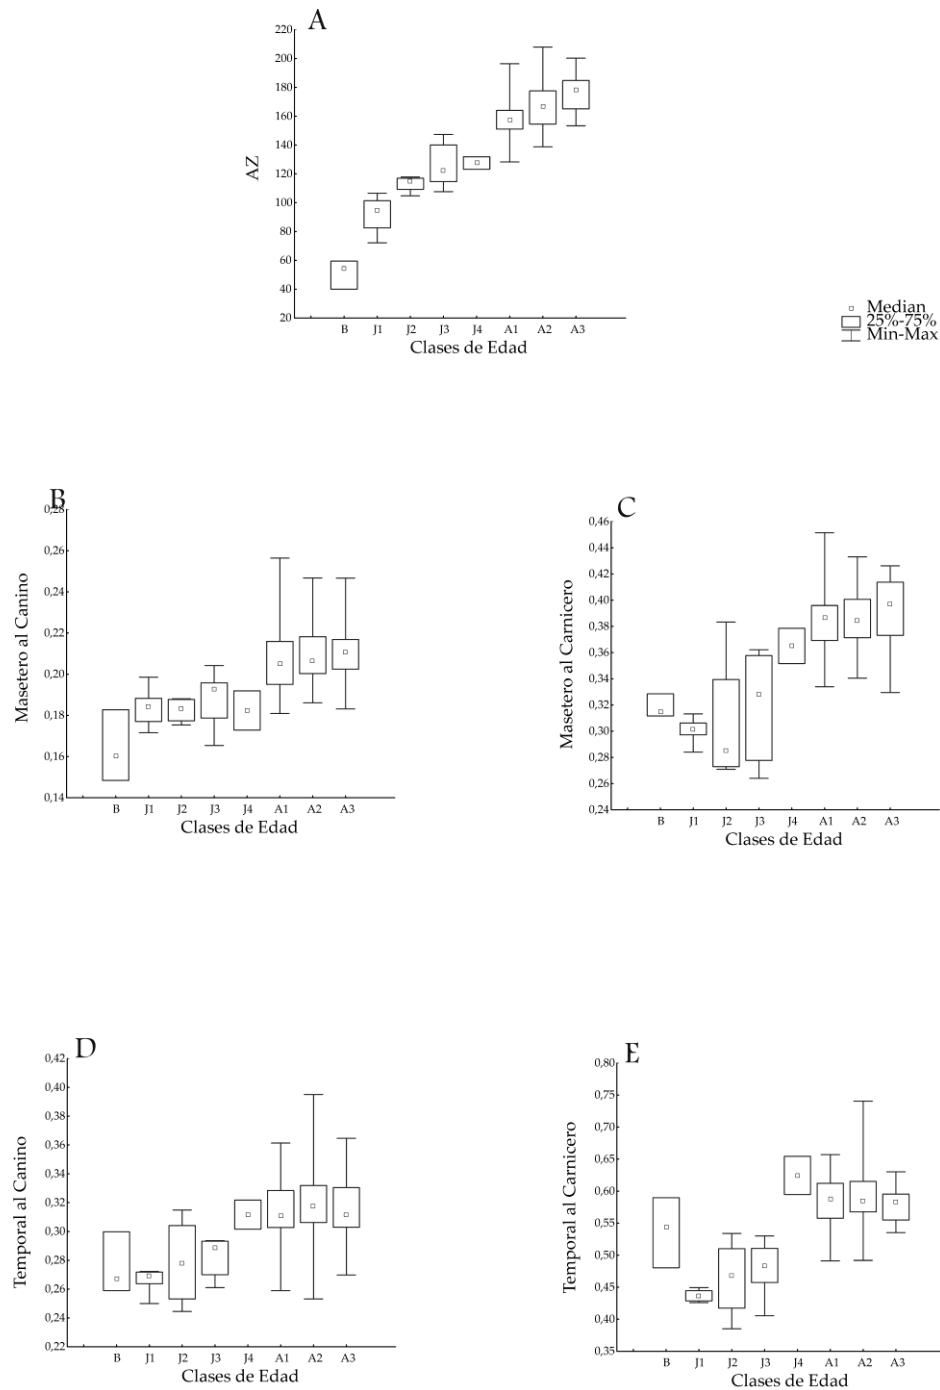 A
220
200
180
160
140
120
100
80
60
40
20
AZ
B J1 J2 J3 J4 A1 A2 A3
Clases de Edad
Median
25%-75%
Min-Max
B
0,28
0,26
0,24
0,22
0,20
0,18
0,16
0,14
Masetero al Canino
B J1 J2 J3 J4 A1 A2 A3
Clases de Edad
C
0,46
0,44
0,42
0,40
0,38
0,36
0,34
0,32
0,30
0,28
0,26
0,24
Masetero al Carnicero
B J1 J2 J3 J4 A1 A2 A3
Clases de Edad
D
0,42
0,40
0,38
0,36
0,34
0,32
0,30
0,28
0,26
0,24
0,22
Temporal al Canino
B J1 J2 J3 J4 A1 A2 A3
Clases de Edad
E
0,80
0,75
0,70
0,65
0,60
0,55
0,50
0,45
0,40
0,35
Temporal al Carnicero
B J1 J2 J3 J4 A1 A2 A3
Clases de Edad